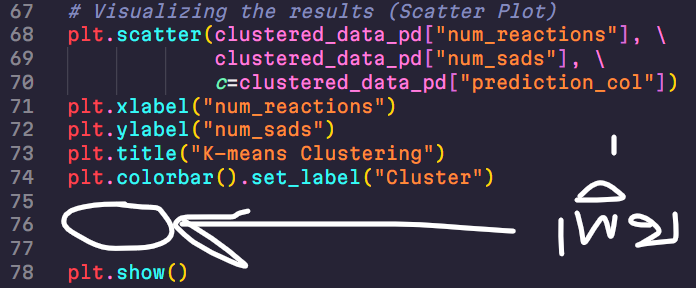 67 # Visualizing the results (Scatter Plot)
68 plt.scatter(clustered_data_pd["num_reactions"], \
69 clustered_data_pd["num_sads"], \
70 c=clustered_data_pd["prediction_col"])
71 plt.xlabel("num_reactions")
72 plt.ylabel("num_sads")
73 plt.title("K-means Clustering")
74 plt.colorbar().set_label("Cluster")
75
76 เพิ่ม
77
78 plt.show()